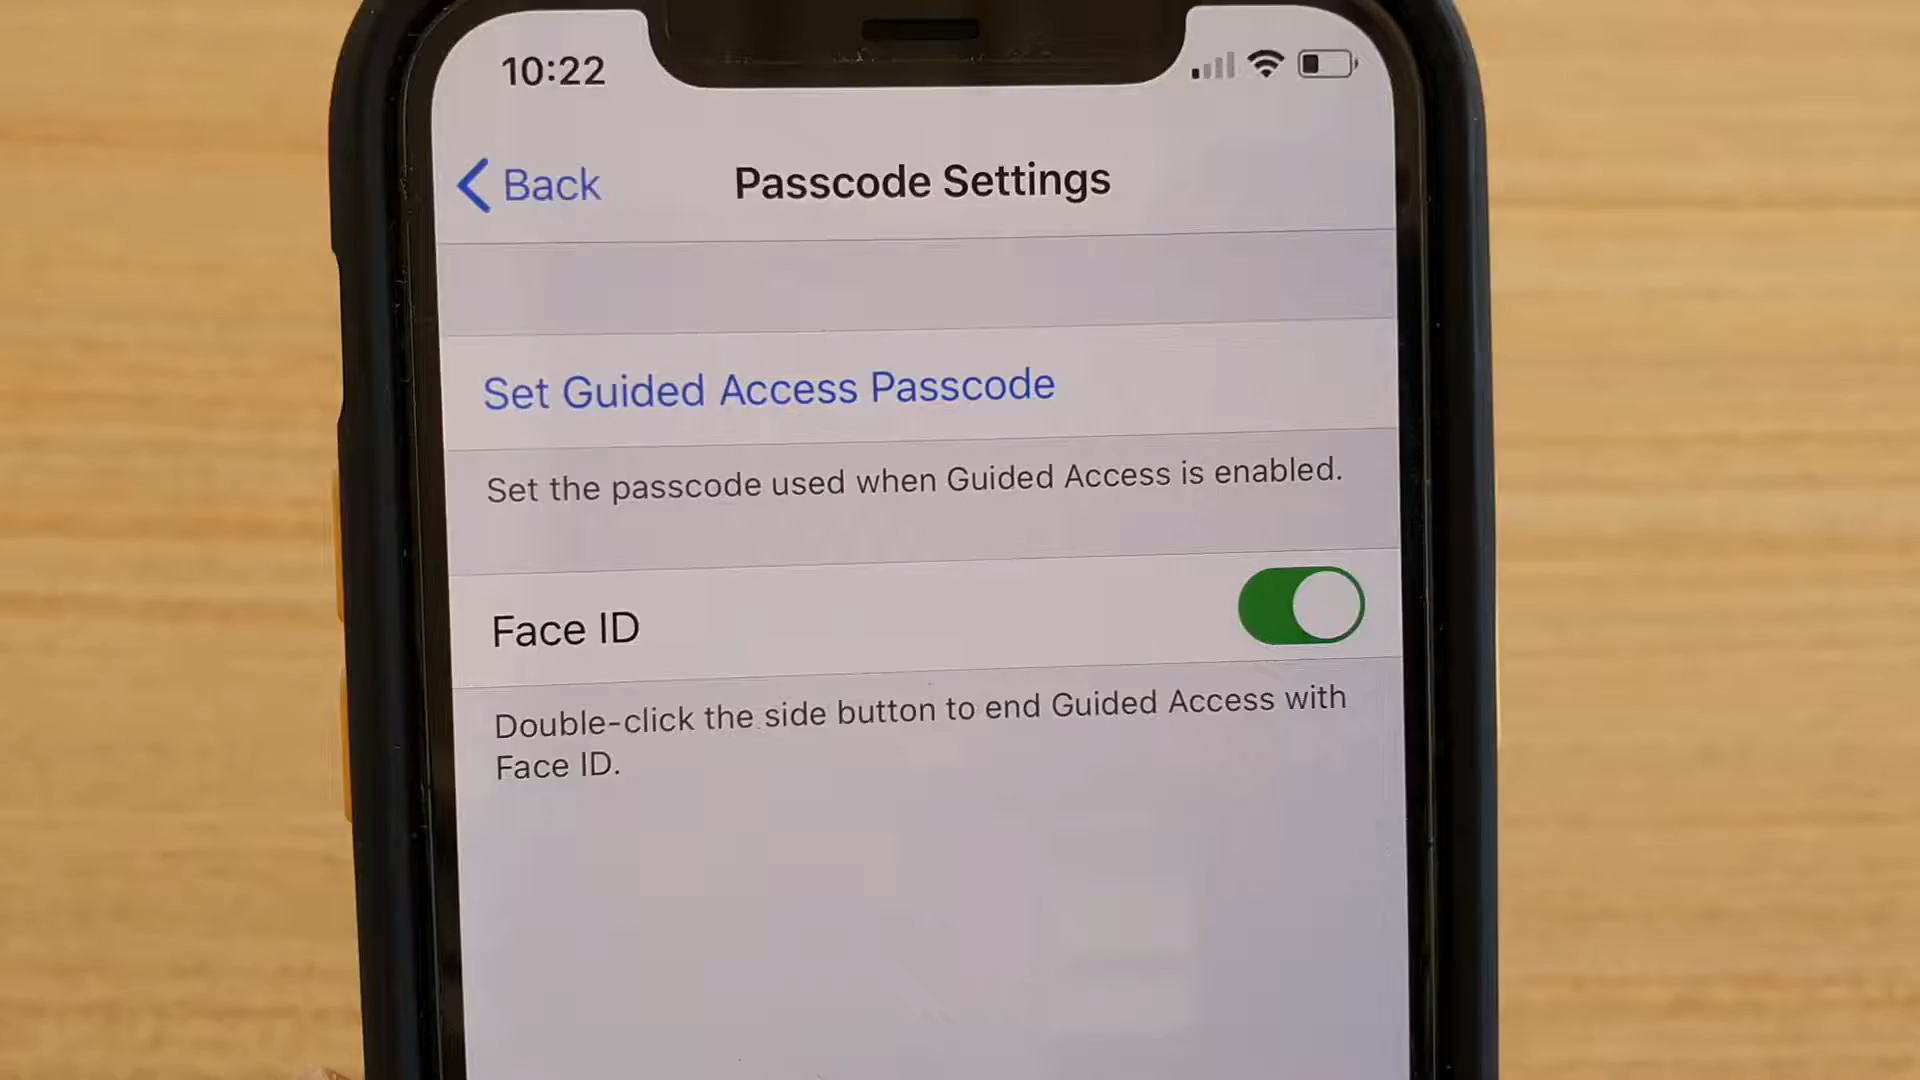 10:22
Back
Passcode Settings
Set Guided Access Passcode
Set the passcode used when Guided Access is enabled.
Face ID
Double-click the side button to end Guided Access with
Face ID.